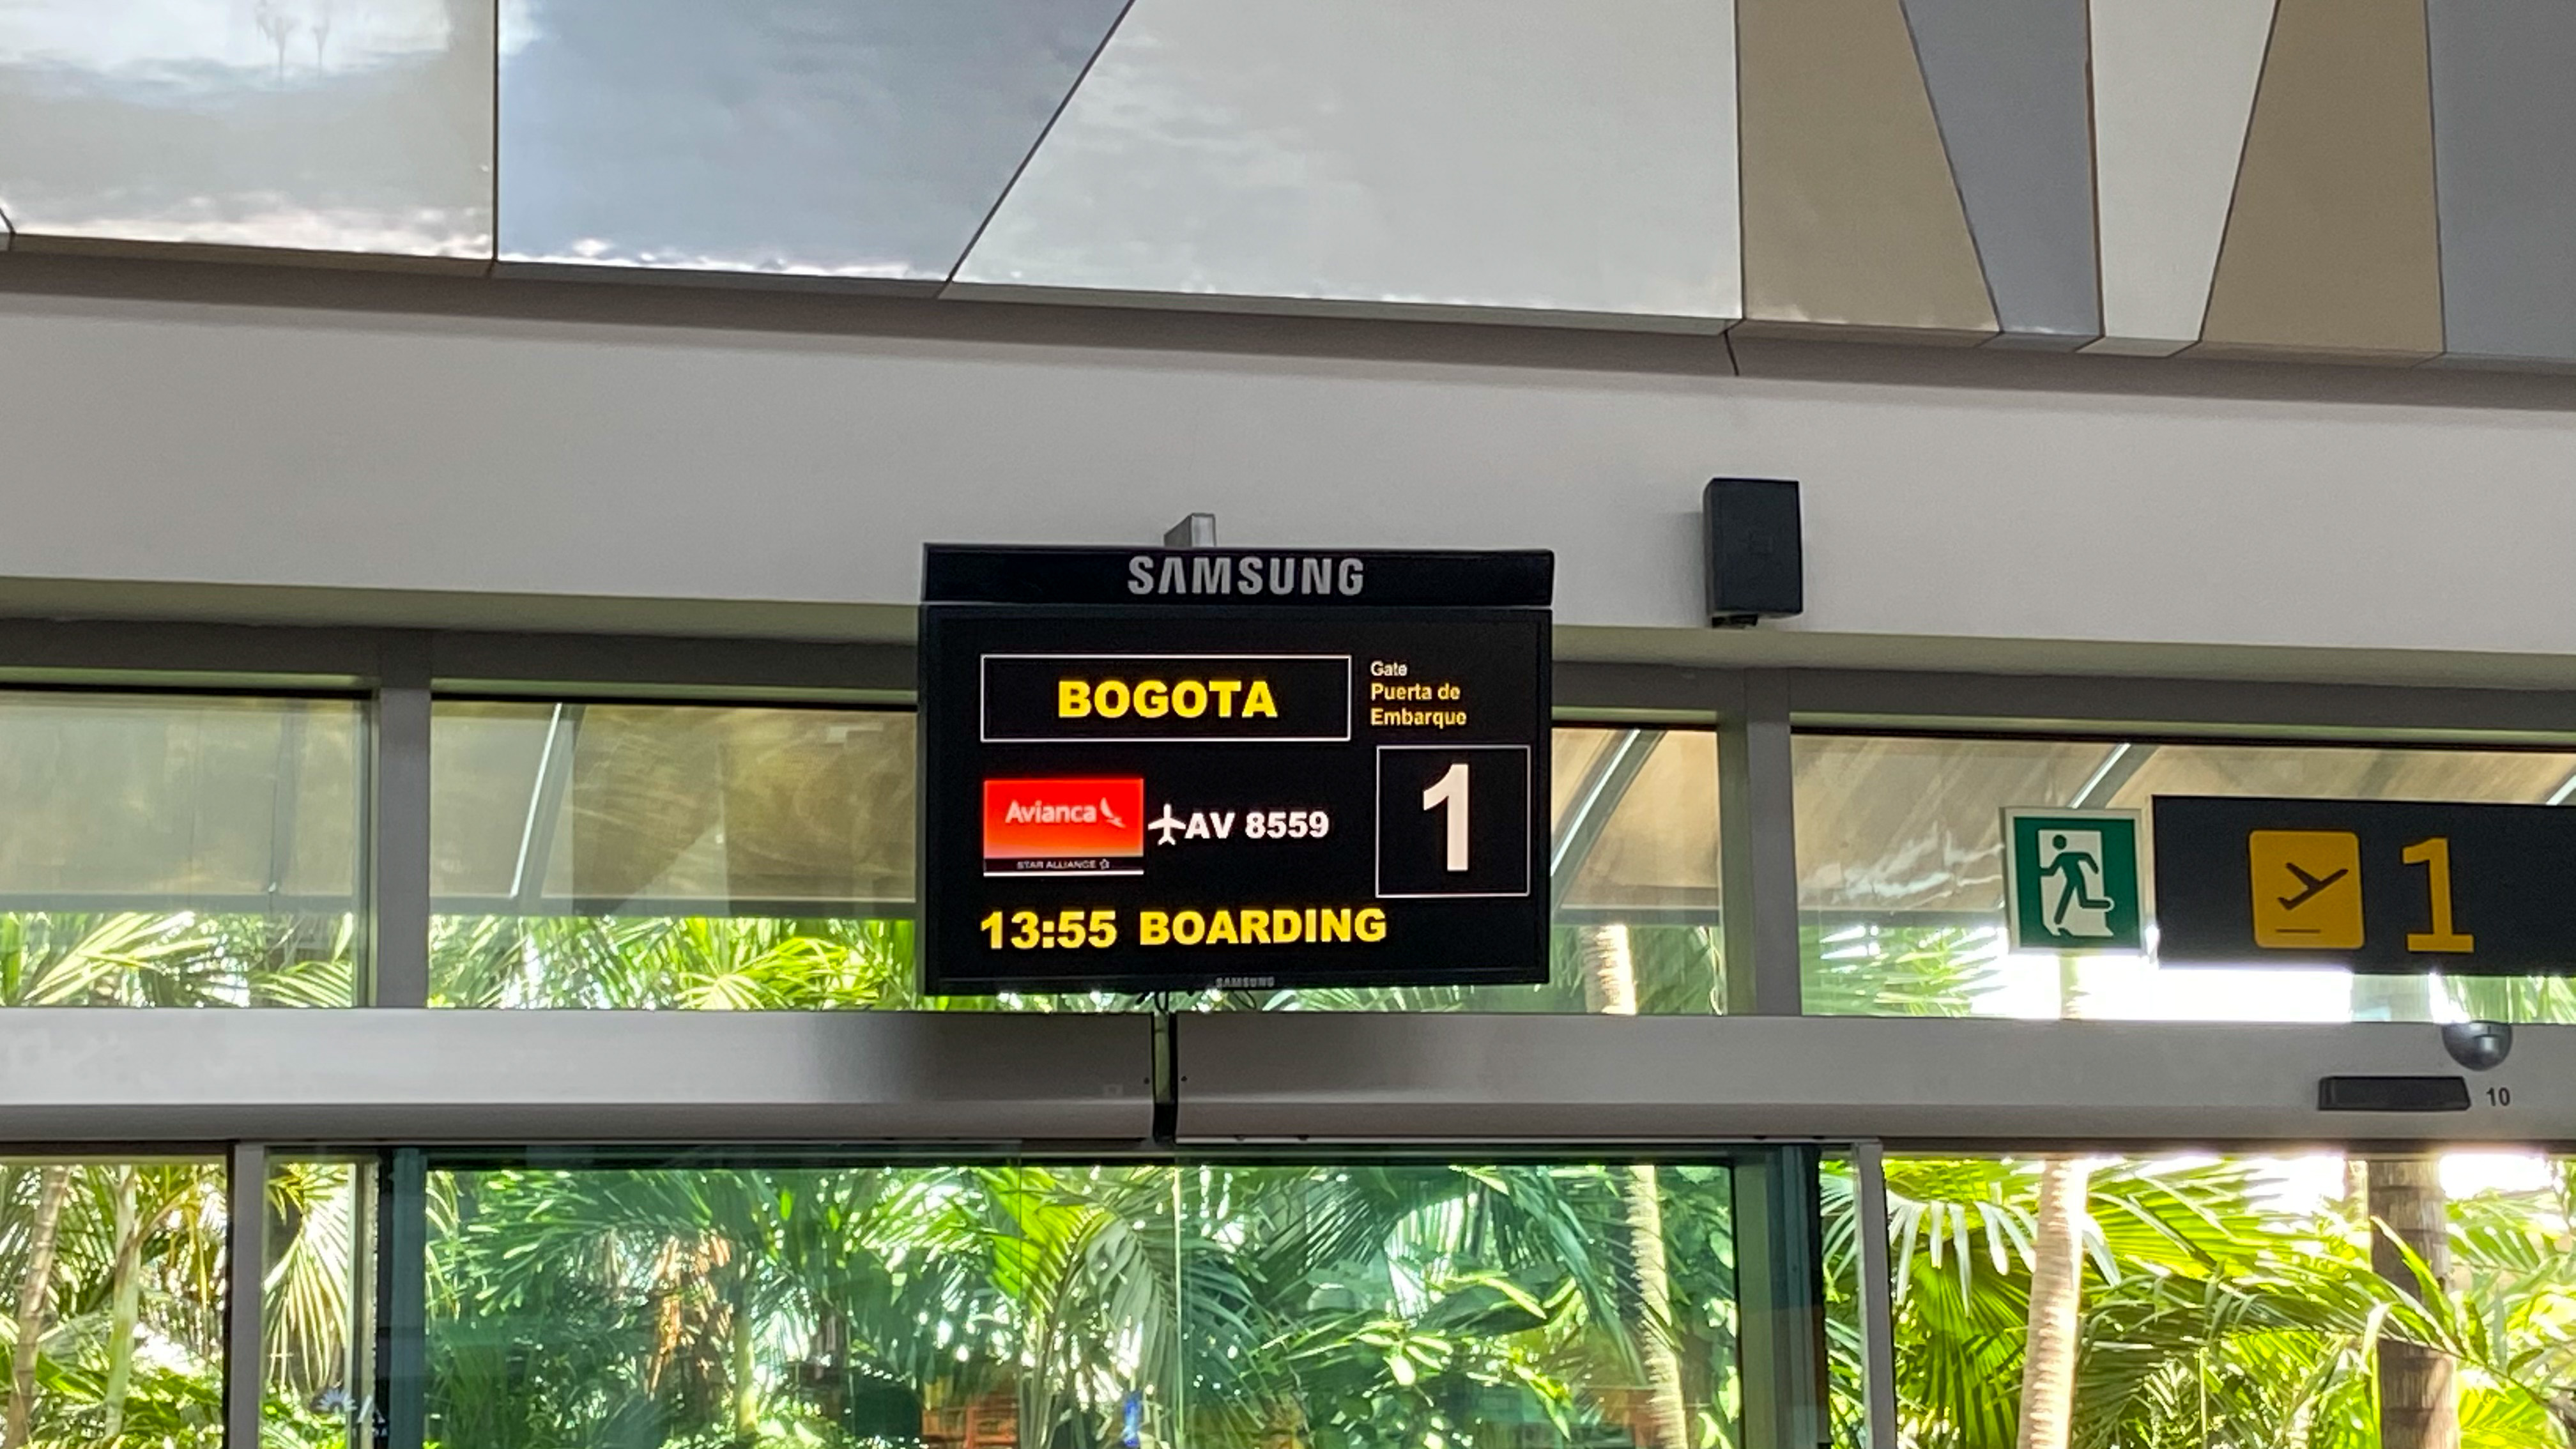 SAMSUNG
BOGOTA
Gate
Puerta de
Embarque
Avianca
STAR ALLIANCE
AV 8559
1
13:55 BOARDING
SAMSUNG
1
10